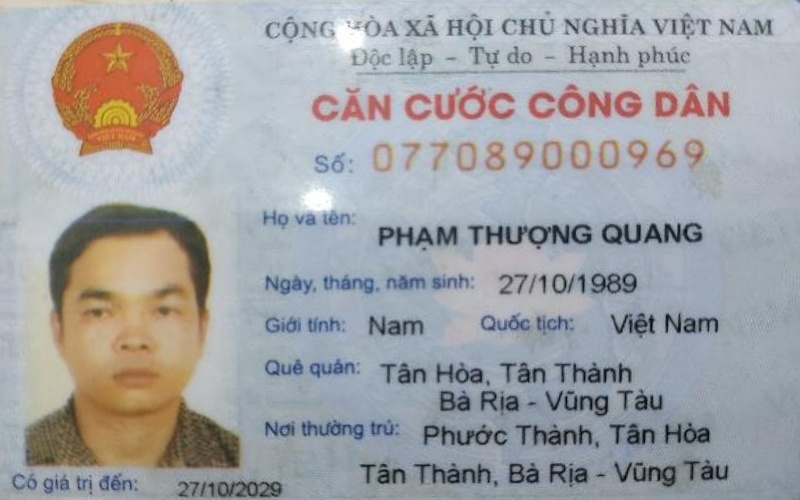 CỘNG HÒA XÃ HỘI CHỦ NGHĨA VIỆT NAM
Độc lập - Tự do - Hạnh phúc
CĂN CƯỚC CÔNG DÂN
Số: 077089000969
Họ và tên:
PHẠM THƯỢNG QUANG
Ngày, tháng, năm sinh: 27/10/1989
Giới tính: Nam Quốc tịch: Việt Nam
Quê quán: Tân Hòa, Tân Thành
Bà Rịa - Vũng Tàu
Nơi thường trú: Phước Thành, Tân Hòa
Tân Thành, Bà Rịa - Vũng Tàu
Có giá trị đến: 27/10/2029